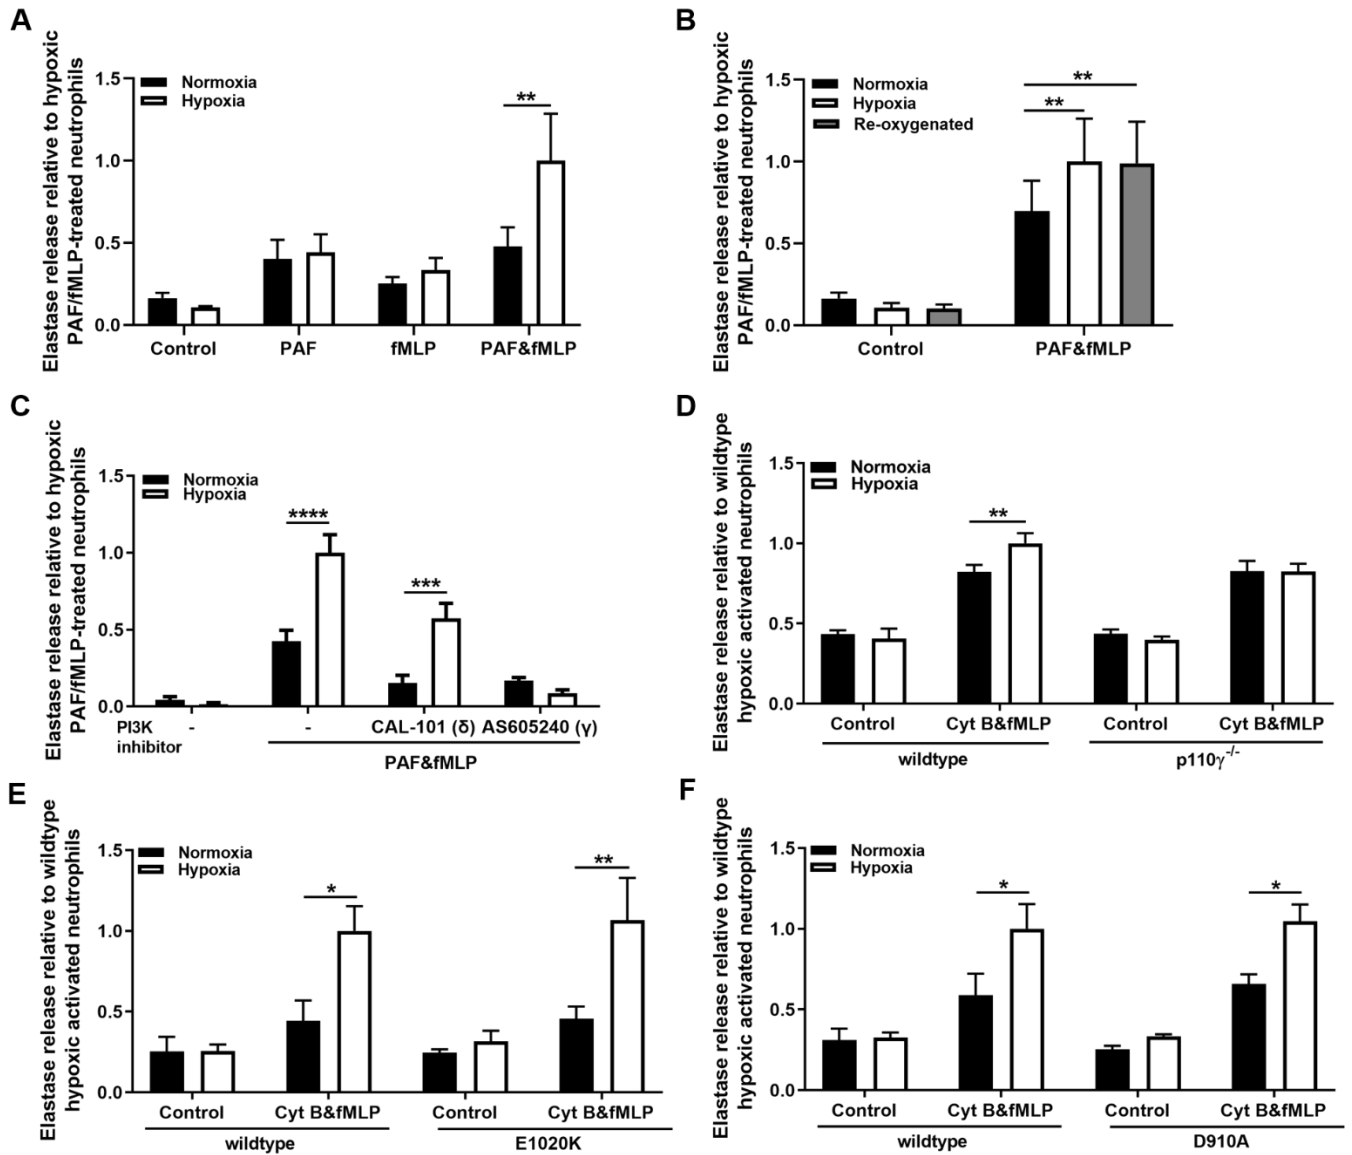 A
Elastase release relative to hypoxic
PAF/fMLP-treated neutrophils
1.5
1.0
0.5
0.0
Normoxia
Hypoxia
**
Control PAF fMLP PAF&fMLP
B
Elastase release relative to hypoxic
PAF/fMLP-treated neutrophils
1.5
1.0
0.5
0.0
Normoxia
Hypoxia
Re-oxygenated
**
**
Control PAF&fMLP
C
Elastase release relative to hypoxic
PAF/fMLP-treated neutrophils
1.5
1.0
0.5
0.0
Normoxia
Hypoxia
****
***
PI3K
inhibitor
- - CAL-101 (δ) AS605240 (γ)
PAF&fMLP
D
Elastase release relative to wildtype
hypoxic activated neutrophils
1.5
1.0
0.5
0.0
Normoxia
Hypoxia
**
Control Cyt B&fMLP Control Cyt B&fMLP
wildtype p110γ-/-
E
Elastase release relative to wildtype
hypoxic activated neutrophils
1.5
1.0
0.5
0.0
Normoxia
Hypoxia
*
**
Control Cyt B&fMLP Control Cyt B&fMLP
wildtype E1020K
F
Elastase release relative to wildtype
hypoxic activated neutrophils
1.5
1.0
0.5
0.0
Normoxia
Hypoxia
*
*
Control Cyt B&fMLP Control Cyt B&fMLP
wildtype D910A